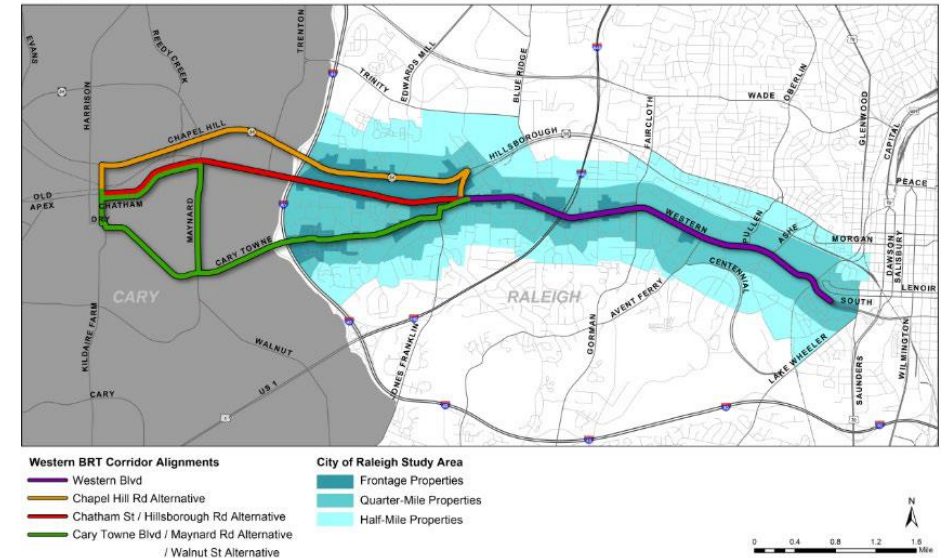 EVANS
HARRISON
REEDY
CREEK
TRENTON
TRINITY
EDWARDS MILL
BLUE RIDGE
WADE
OBERLIN
GLENWOOD
CAPITAL
FAIRCLOTH
CHAPEL HILL
HILLSBOROUGH
PEACE
OLD
APEX
CHATHAM
DRY
MAYNARD
CARY TOWNE
WESTERN
PULLEN
ASHE
MORGAN
DAWSON
SALISBURY
CENTENNIAL
LENOIR
SOUTH
CARY
RALEIGH
AVENT FERRY
GORMAN
KILDAIRE FARM
WALNUT
US 1
JONES FRANKLIN
LAKE WHEELER
SAUNDERS
WILMINGTON
CARY
Western BRT Corridor Alignments
Western Blvd
Chapel Hill Rd Alternative
Chatham St / Hillsborough Rd Alternative
Cary Towne Blvd / Maynard Rd Alternative
/ Walnut St Alternative
City of Raleigh Study Area
Frontage Properties
Quarter-Mile Properties
Half-Mile Properties
N
0 0.4 0.8 1.2 1.6
Mile